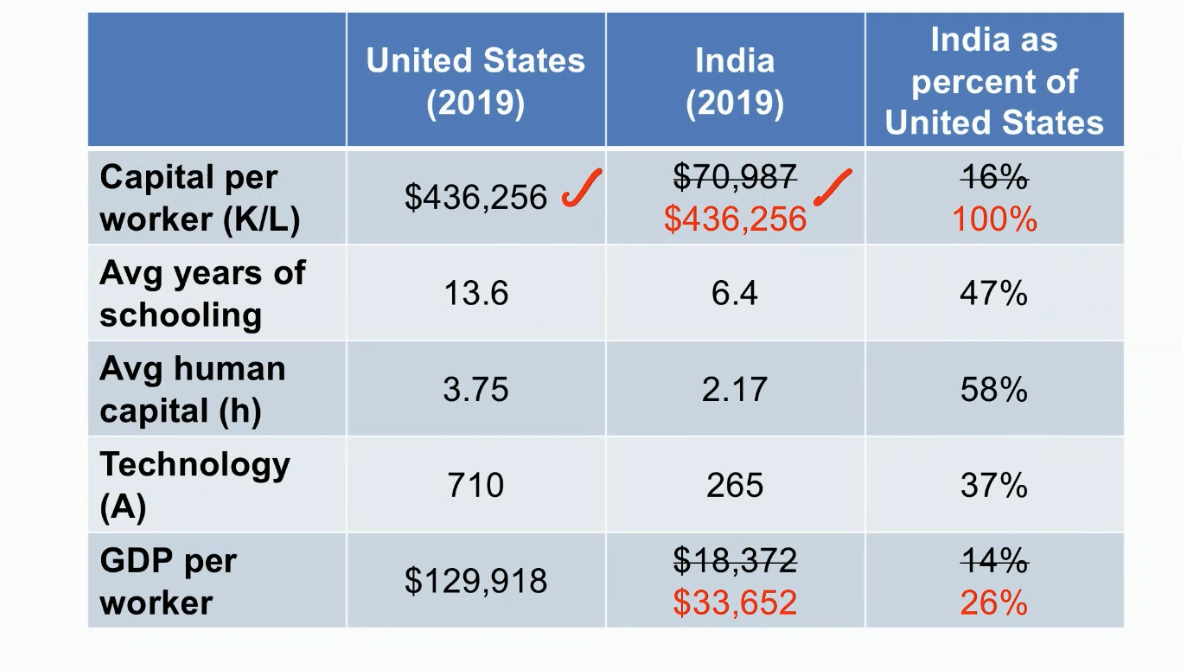 United States
(2019)
India
(2019)
India as
percent of
United States
Capital per
worker (K/L)
$436,256
$70,987
$436,256
16%
100%
Avg years of
schooling
13.6
6.4
47%
Avg human
capital (h)
3.75
2.17
58%
Technology
(A)
710
265
37%
GDP per
worker
$129,918
$18,372
$33,652
14%
26%